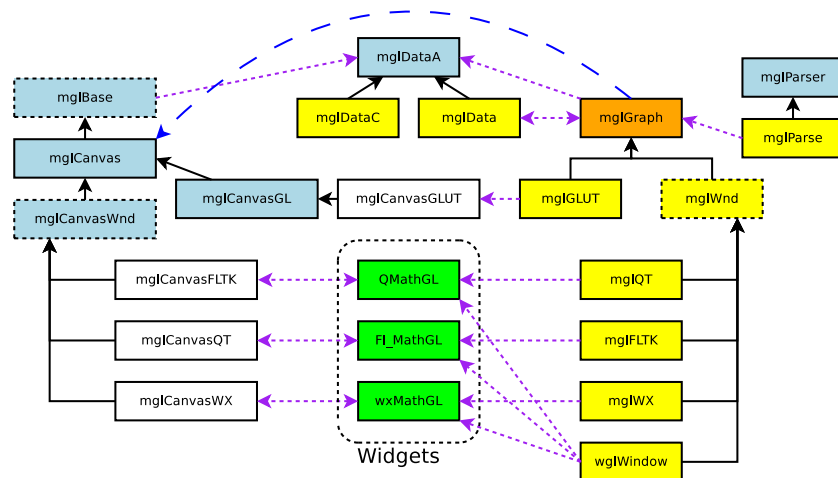 mglDataA
mglParser
mglBase
mglDataC
mglData
mglGraph
mglParse
mglCanvas
mglCanvasGL
mglCanvasGLUT
mglGLUT
mglWnd
mglCanvasWnd
mglCanvasFLTK
QMathGL
mglQT
mglCanvasQT
Fl_MathGL
mglFLTK
mglCanvasWX
wxMathGL
mglWX
Widgets
wglWindow